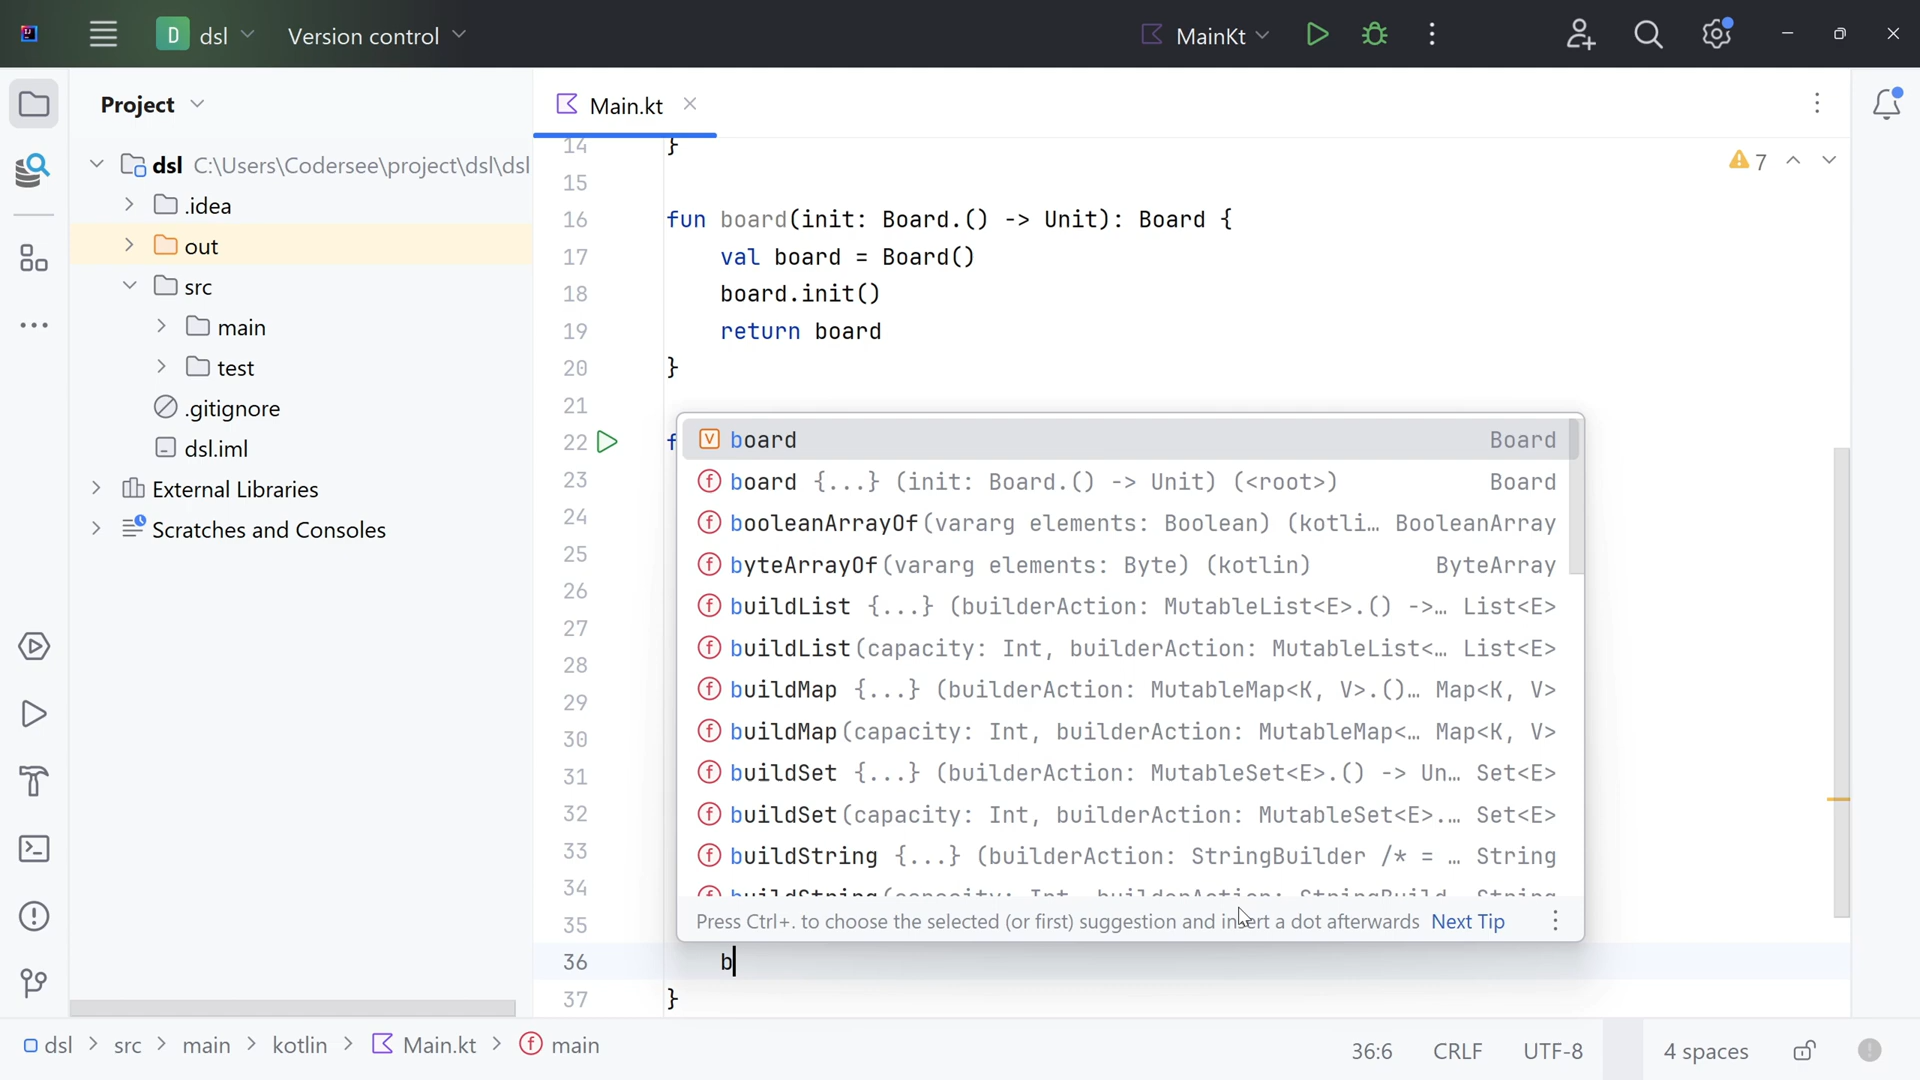 D dsl Version control MainKt
Project
Main.kt
dsl C:\Users\Codersee\project\dsl\dsl
.idea
out
src
main
test
.gitignore
dsl.iml
External Libraries
Scratches and Consoles
7
14 }
15
16 fun board(init: Board.() -> Unit): Board {
17 val board = Board()
18 board.init()
19 return board
20 }
21
22 f
23
24
25
26
27
28
29
30
31
32
33
34
35
36 b
37 }
V board Board
f board {...} (init: Board.() -> Unit) (<root>) Board
f booleanArrayOf(vararg elements: Boolean) (kotli… BooleanArray
f byteArrayOf(vararg elements: Byte) (kotlin) ByteArray
f buildList {...} (builderAction: MutableList<E>.() ->… List<E>
f buildList(capacity: Int, builderAction: MutableList<… List<E>
f buildMap {...} (builderAction: MutableMap<K, V>.()… Map<K, V>
f buildMap(capacity: Int, builderAction: MutableMap<… Map<K, V>
f buildSet {...} (builderAction: MutableSet<E>.() -> Un… Set<E>
f buildSet(capacity: Int, builderAction: MutableSet<E>.… Set<E>
f buildString {...} (builderAction: StringBuilder /* = … String
f buildString(capacity: Int, builderAction: StringBuild… String
Press Ctrl+. to choose the selected (or first) suggestion and insert a dot afterwards Next Tip
dsl > src > main > kotlin > Main.kt > f main
36:6 CRLF UTF-8 4 spaces